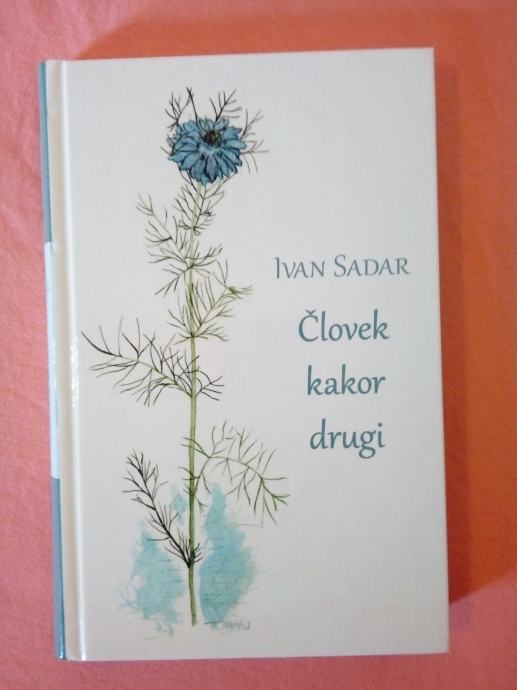 IVAN SADAR
Človek
kakor
drugi